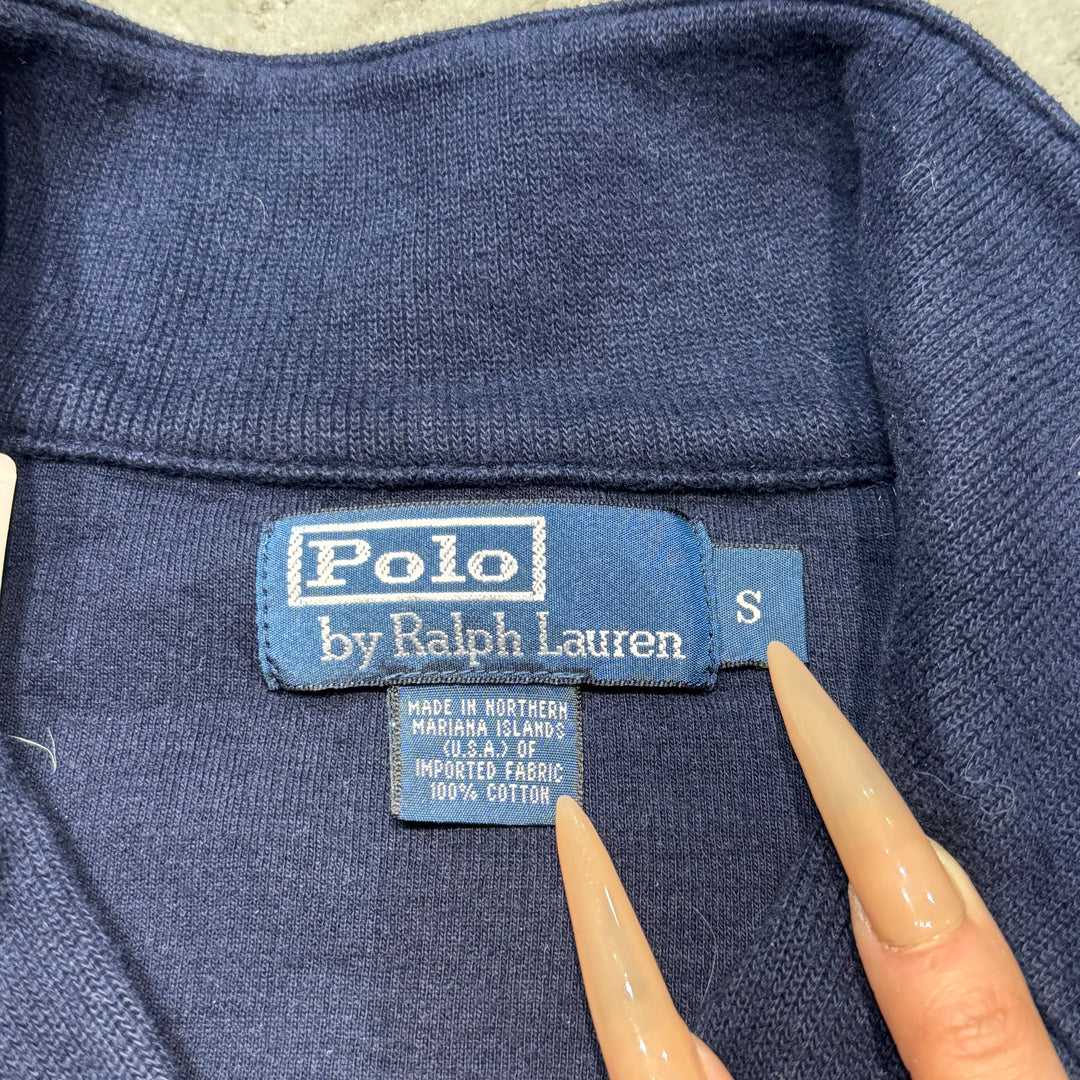 Polo
by Ralph Lauren
S
MADE IN NORTHERN
MARIANA ISLANDS
(U.S.A.) OF
IMPORTED FABRIC
100% COTTON